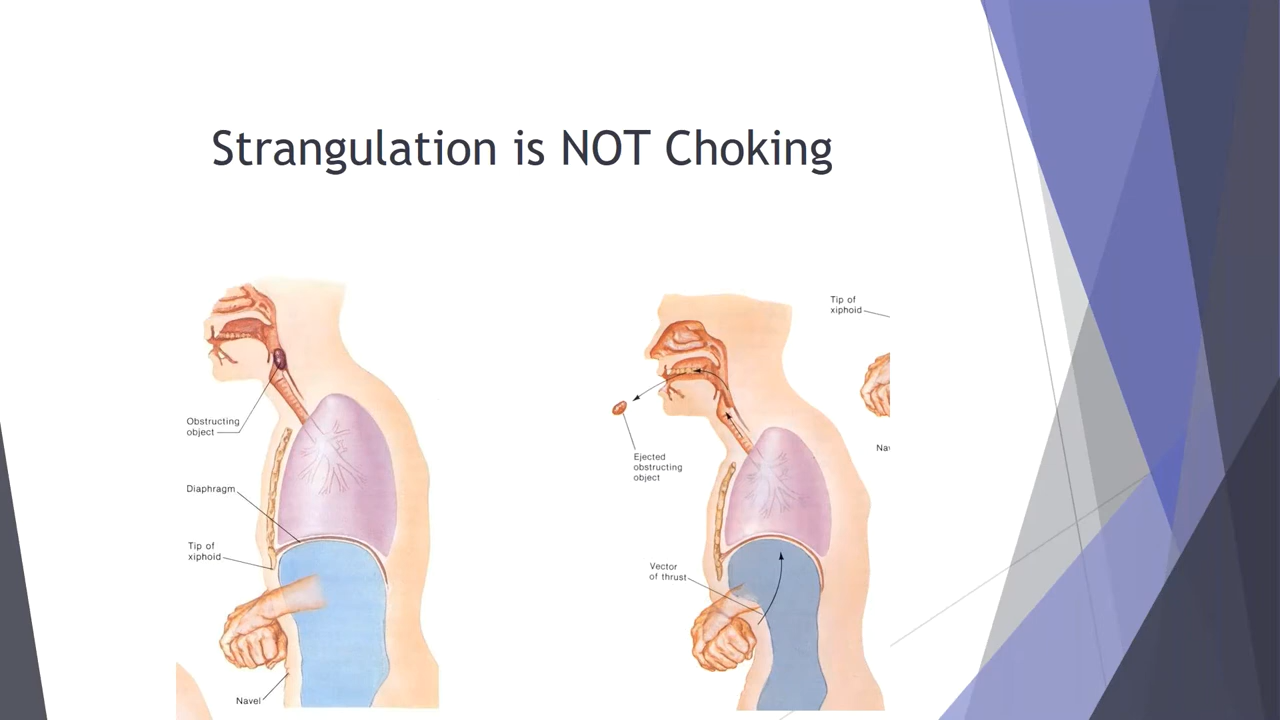 Strangulation is NOT Choking
Obstructing
object
Diaphragm
Tip of
xiphoid
Navel
Ejected
obstructing
object
Vector
of thrust
Tip of
xiphoid